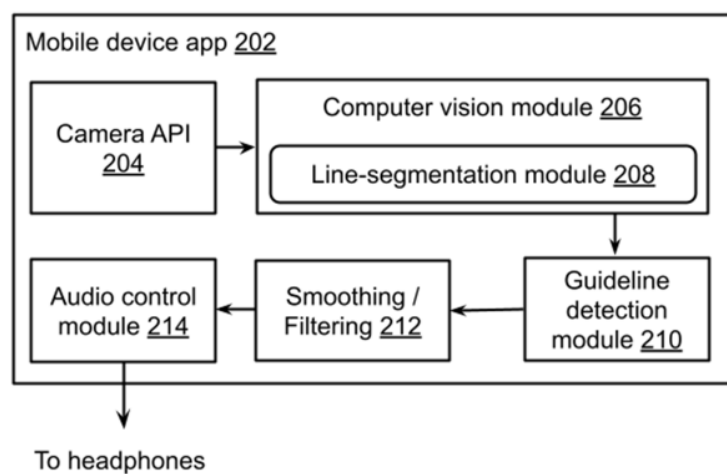 Mobile device app 202
Camera API
204
Computer vision module 206
Line-segmentation module 208
Audio control
module 214
Smoothing /
Filtering 212
Guideline
detection
module 210
To headphones